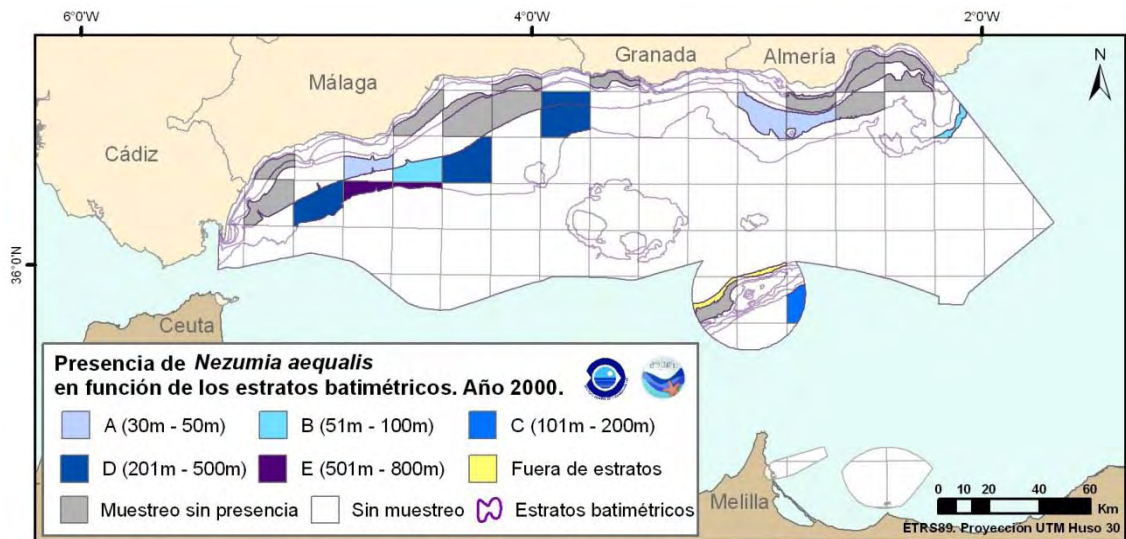 6°0'W 4°0'W 2°0'W
Granada Almería
N
Málaga
Cádiz
36°0'N
Ceuta
Presencia de Nezumia aequalis
en función de los estratos batimétricos. Año 2000.
A (30m - 50m) B (51m - 100m) C (101m - 200m)
D (201m - 500m) E (501m - 800m) Fuera de estratos
Muestreo sin presencia Sin muestreo Estratos batimétricos
Melilla
0 10 20 40 60
Km
ETRS89. Proyección UTM Huso 30